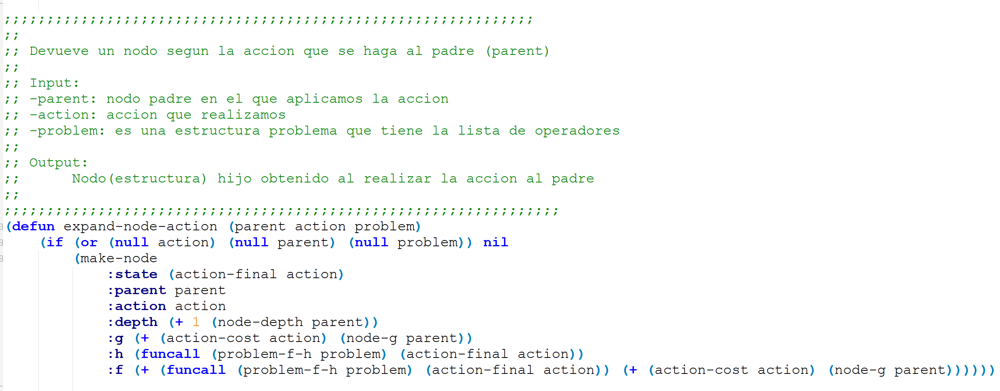 ;;;;;;;;;;;;;;;;;;;;;;;;;;;;;;;;;;;;;;;;;;;;;;;;;;;;;;;;;;;;;;
;;
;; Devueve un nodo segun la accion que se haga al padre (parent)
;;
;; Input:
;; -parent: nodo padre en el que aplicamos la accion
;; -action: accion que realizamos
;; -problem: es una estructura problema que tiene la lista de operadores
;;
;; Output:
;;      Nodo(estructura) hijo obtenido al realizar la accion al padre
;;
;;;;;;;;;;;;;;;;;;;;;;;;;;;;;;;;;;;;;;;;;;;;;;;;;;;;;;;;;;;;;;;;;
(defun expand-node-action (parent action problem)
    (if (or (null action) (null parent) (null problem)) nil
        (make-node
            :state (action-final action)
            :parent parent
            :action action
            :depth (+ 1 (node-depth parent))
            :g (+ (action-cost action) (node-g parent))
            :h (funcall (problem-f-h problem) (action-final action))
            :f (+ (funcall (problem-f-h problem) (action-final action)) (+ (action-cost action) (node-g parent))))))